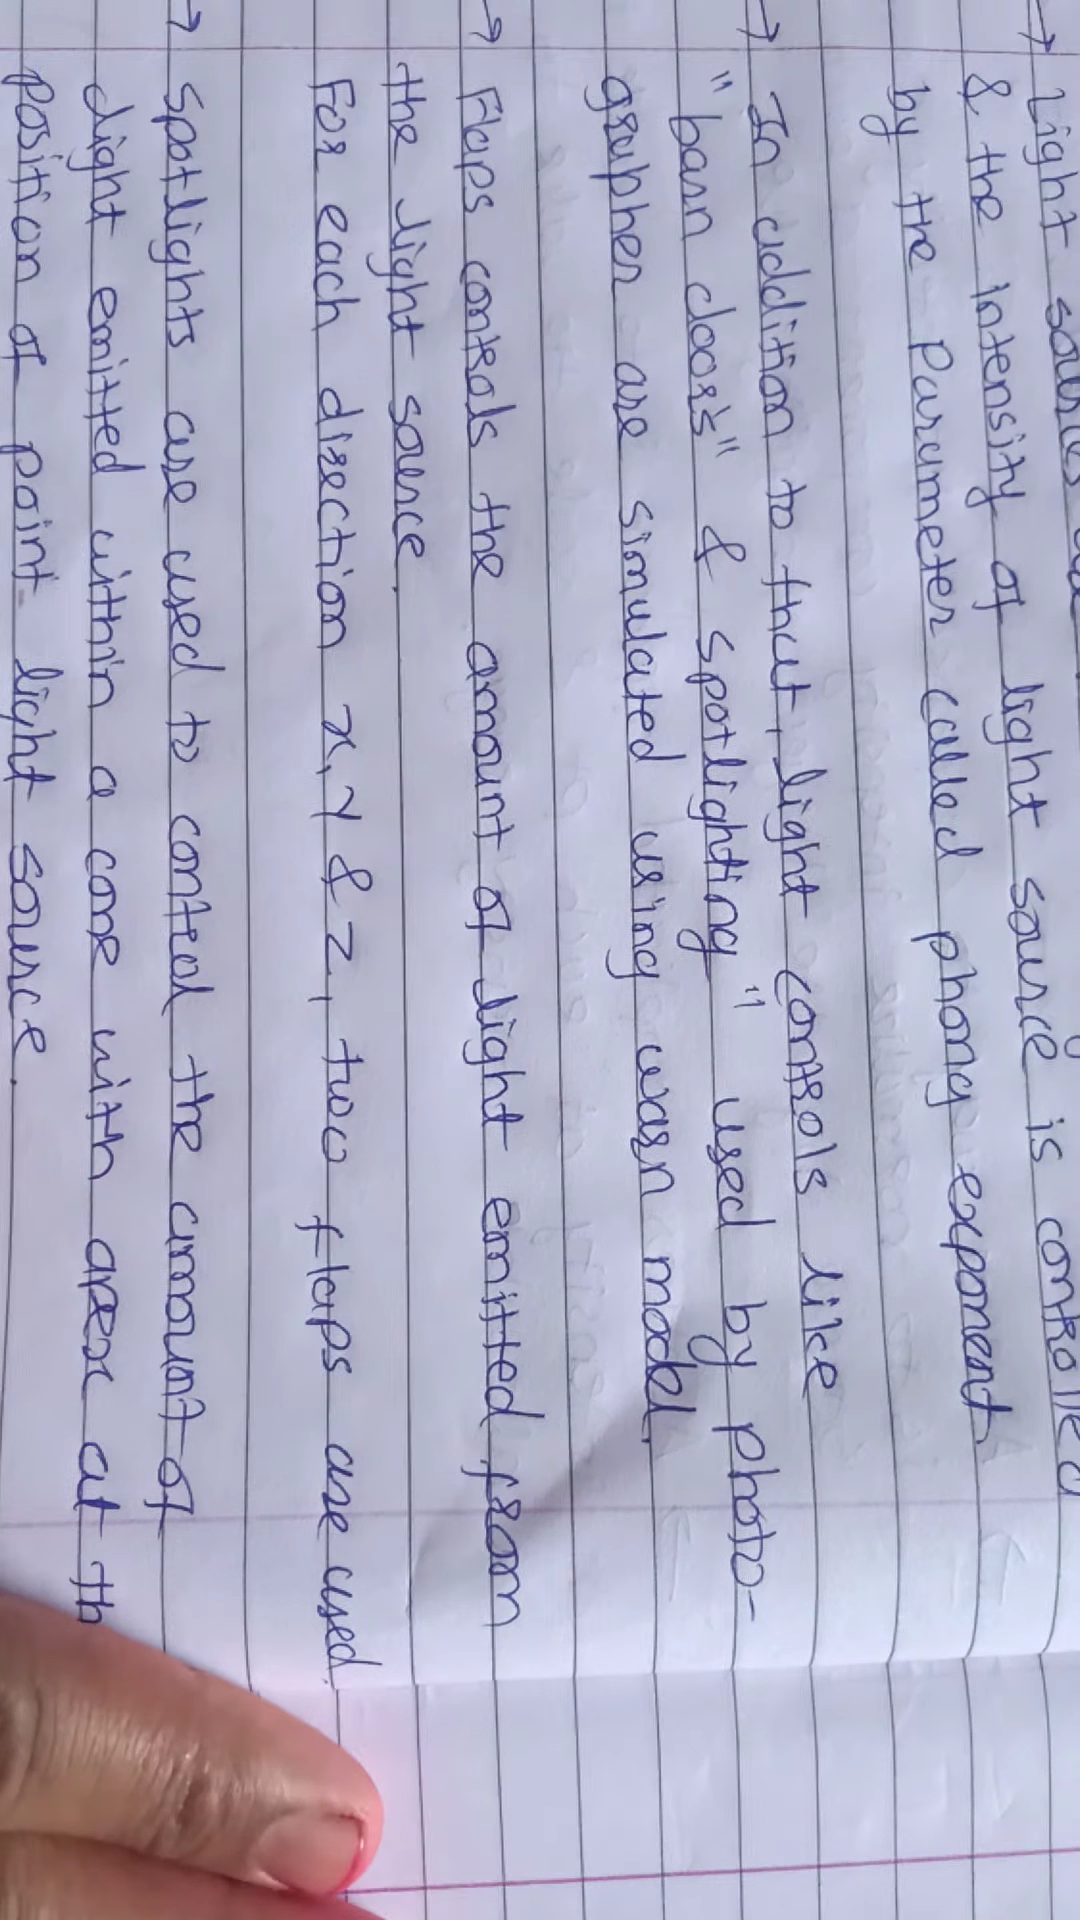 → Light sources
& the intensity of light source is controlled
by the Parameter called phong exponent.
→ In addition to that, light controls like
"barn doors" & spotlighting" used by photo-
grapher are simulated using warn model.
→ Flaps controls the amount of light emitted from
the light source.
For each direction x, y & z, two flaps are used.
→ Spotlights are used to control the amount of
light emitted within a cone with apex at th
position of point light source.